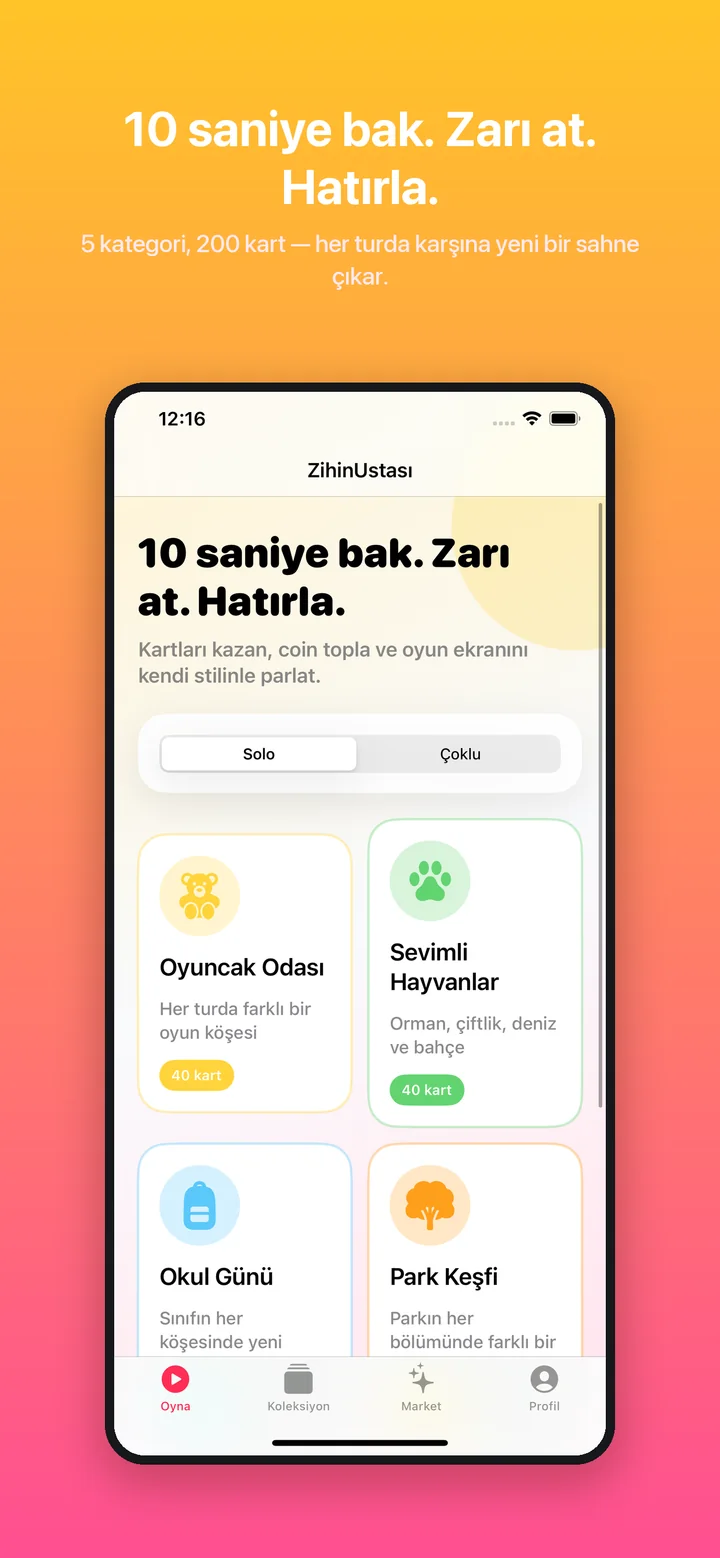 10 saniye bak. Zarı at.
Hatırla.
5 kategori, 200 kart — her turda karşına yeni bir sahne
çıkar.
12:16
ZihinUstası
10 saniye bak. Zarı
at. Hatırla.
Kartları kazan, coin topla ve oyun ekranını
kendi stilinle parlat.
Solo
Çoklu
Oyuncak Odası
Her turda farklı bir
oyun köşesi
40 kart
Sevimli
Hayvanlar
Orman, çiftlik, deniz
ve bahçe
40 kart
Okul Günü
Sınıfın her
köşesinde yeni
Park Keşfi
Parkın her
bölümünde farklı bir
Oyna
Koleksiyon
Market
Profil